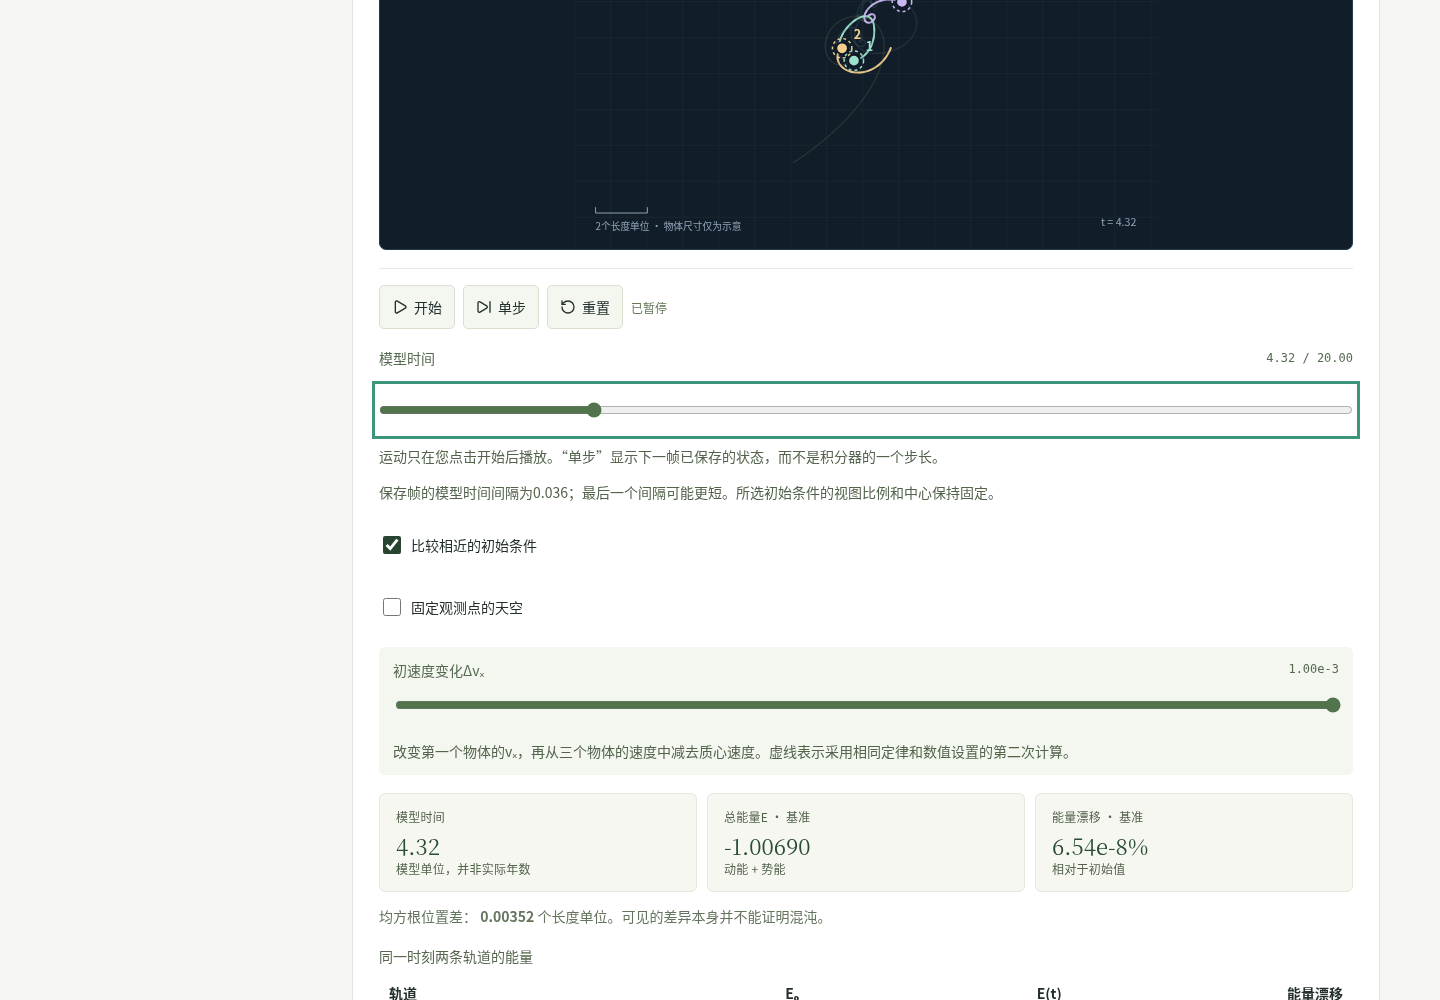 2
1
2个长度单位 · 物体尺寸仅为示意
t = 4.32
开始
单步
重置
已暂停
模型时间
4.32 / 20.00
运动只在您点击开始后播放。“单步”显示下一帧已保存的状态，而不是积分器的一个步长。
保存帧的模型时间间隔为0.036；最后一个间隔可能更短。所选初始条件的视图比例和中心保持固定。
比较相近的初始条件
固定观测点的天空
初速度变化Δvₓ
1.00e-3
改变第一个物体的vₓ，再从三个物体的速度中减去质心速度。虚线表示采用相同定律和数值设置的第二次计算。
模型时间
4.32
模型单位，并非实际年数
总能量E · 基准
-1.00690
动能 + 势能
能量漂移 · 基准
6.54e-8%
相对于初始值
均方根位置差： 0.00352 个长度单位。可见的差异本身并不能证明混沌。
同一时刻两条轨道的能量
轨道 E₀ E(t) 能量漂移